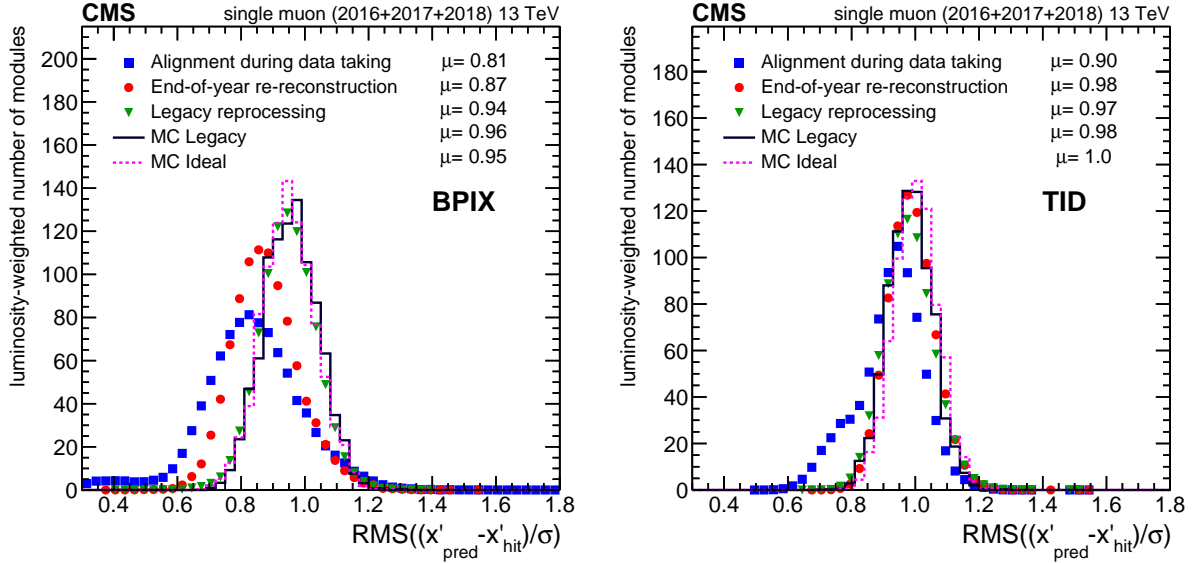 CMS single muon (2016+2017+2018) 13 TeV
luminosity-weighted number of modules
220
200
180
160
140
120
100
80
60
40
20
0
Alignment during data taking μ= 0.81
End-of-year re-reconstruction μ= 0.87
Legacy reprocessing μ= 0.94
MC Legacy μ= 0.96
MC Ideal μ= 0.95
BPIX
0.4 0.6 0.8 1.0 1.2 1.4 1.6 1.8
RMS((x'pred-x'hit)/σ)
CMS single muon (2016+2017+2018) 13 TeV
luminosity-weighted number of modules
180
160
140
120
100
80
60
40
20
0
Alignment during data taking μ= 0.90
End-of-year re-reconstruction μ= 0.98
Legacy reprocessing μ= 0.97
MC Legacy μ= 0.98
MC Ideal μ= 1.0
TID
0.4 0.6 0.8 1.0 1.2 1.4 1.6 1.8
RMS((x'pred-x'hit)/σ)